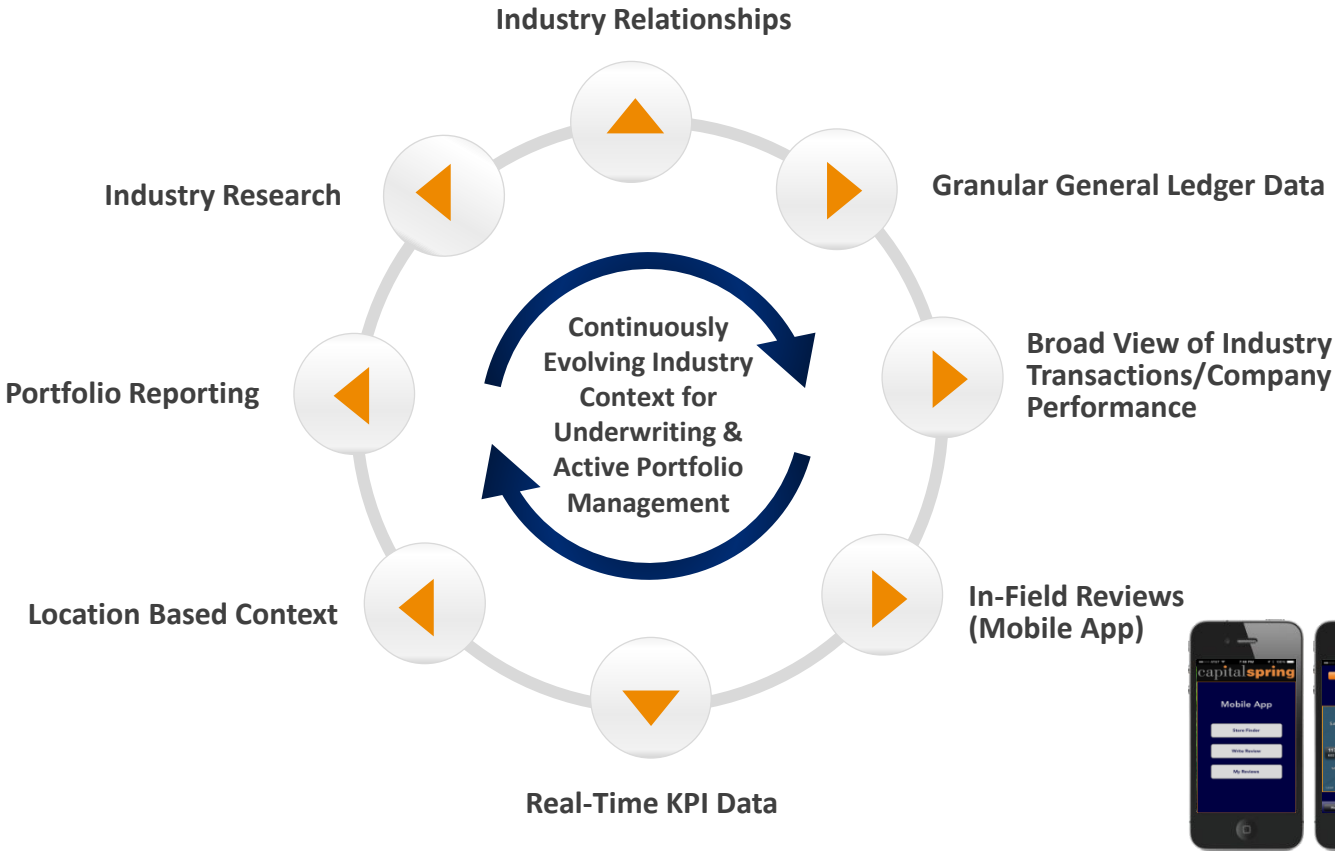 Industry Relationships
Industry Research
Granular General Ledger Data
Continuously
Evolving Industry
Context for
Underwriting &
Active Portfolio
Management
Broad View of Industry
Transactions/Company
Performance
Portfolio Reporting
In-Field Reviews
(Mobile App)
Location Based Context
capitalspring
Mobile App
Store Finder
Write Review
My Reviews
Real-Time KPI Data